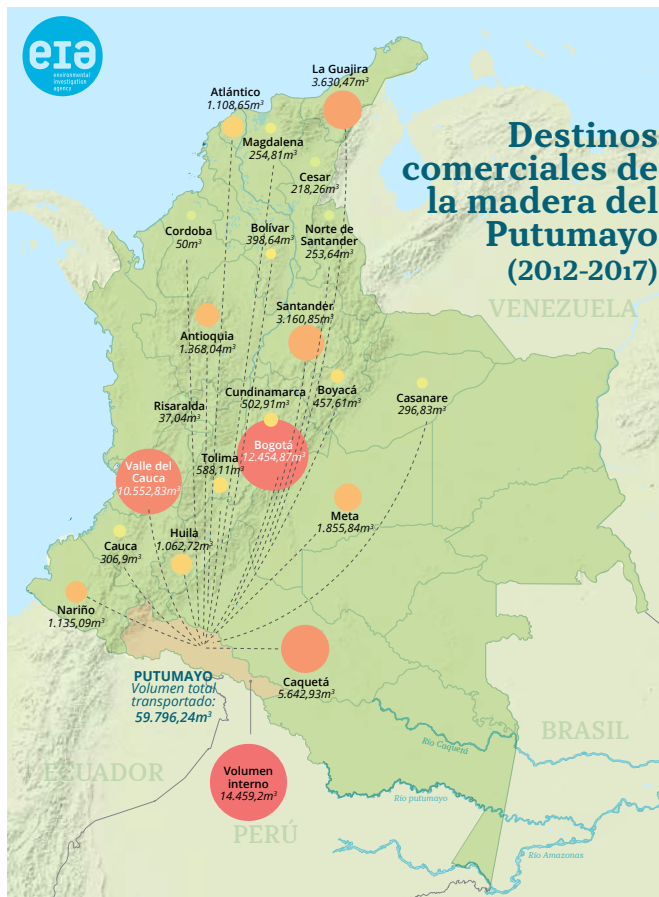 eia
environmental
investigation
agency
Destinos
comerciales de
la madera del
Putumayo
(2012-2017)
La Guajira
3.630,47m³
Atlántico
1.108,65m³
Magdalena
254,81m³
Cesar
218,26m³
Cordoba
50m³
Bolívar
398,64m³
Norte de
Santander
253,64m³
VENEZUELA
Santander
3.160,85m³
Antioquia
1.368,04m³
Cundinamarca
502,91m³
Boyacá
457,61m³
Casanare
296,83m³
Risaralda
37,04m³
Bogotá
12.454,87m³
Tolima
588,11m³
Valle del
Cauca
10.552,83m³
Meta
1.855,84m³
Cauca
306,9m³
Huila
1.062,72m³
Nariño
1.135,09m³
Caquetá
5.642,93m³
PUTUMAYO
Volumen total
transportado:
59.796,24m³
BRASIL
Río Caquetá
ECUADOR
Volumen
interno
14.459,2m³
Río putumayo
PERÚ
Río Amazonas